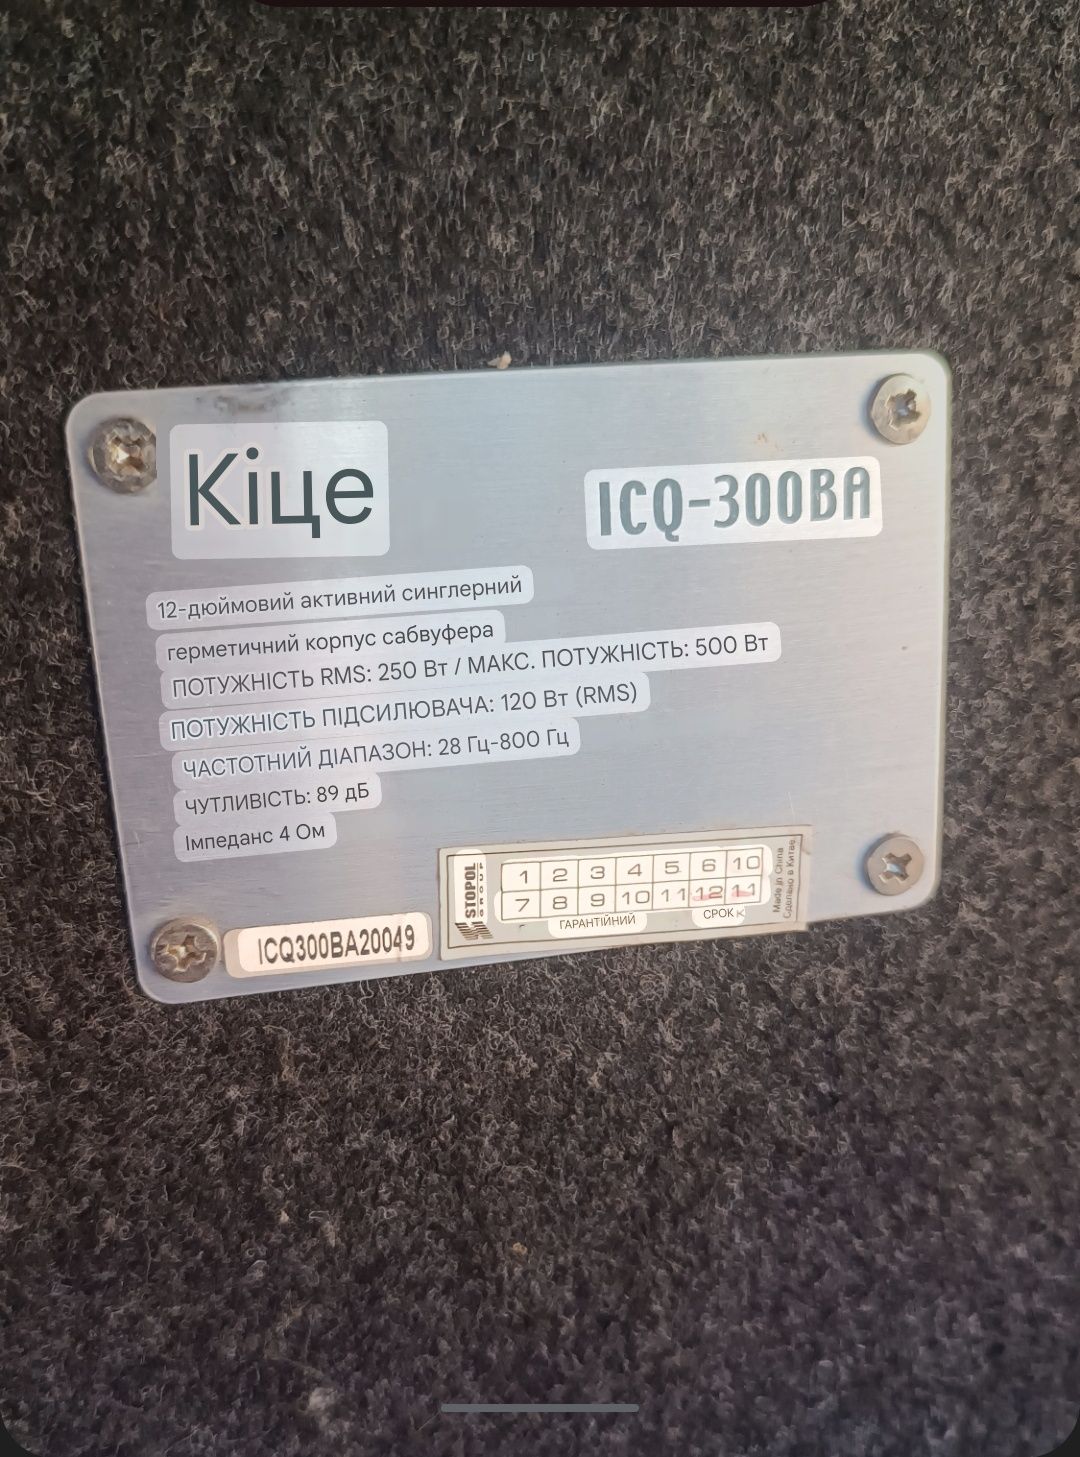 Кіце
ICQ-300BA
12-дюймовий активний синглерний
герметичний корпус сабвуфера
ПОТУЖНІСТЬ RMS: 250 Вт / МАКС. ПОТУЖНІСТЬ: 500 Вт
ПОТУЖНІСТЬ ПІДСИЛЮВАЧА: 120 Вт (RMS)
ЧАСТОТНИЙ ДІАПАЗОН: 28 Гц-800 Гц
ЧУТЛИВІСТЬ: 89 дБ
Імпеданс 4 Ом
ICQ300BA20049
STOPOL
GROUP
1 2 3 4 5 6 10
7 8 9 10 11 12 11
ГАРАНТІЙНИЙ СРОК
Made in China
Сделано в Китае